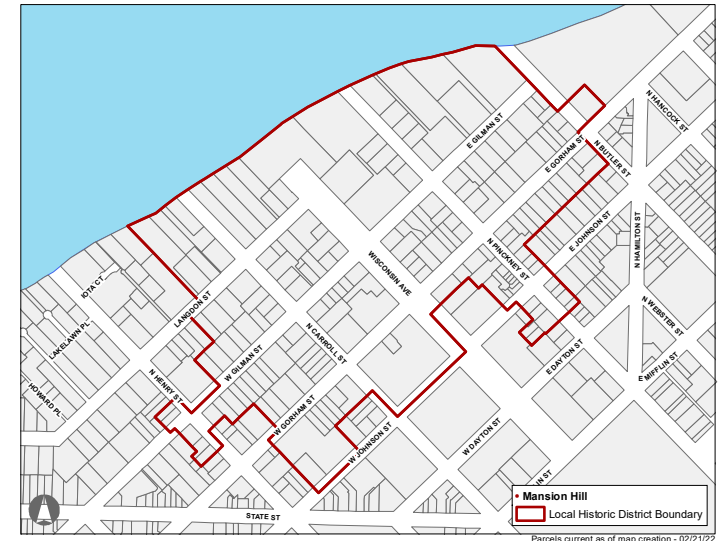 N HANCOCK ST
E GILMAN ST
E GORHAM ST
N BUTLER ST
E JOHNSON ST
N HAMILTON ST
N PINCKNEY ST
WISCONSIN AVE
IOTA CT
LANGDON ST
LAKELAWN PL
N WEBSTER ST
N CARROLL ST
W GILMAN ST
E DAYTON ST
E MIFFLIN ST
HOWARD PL
N HENRY ST
W GORHAM ST
W JOHNSON ST
W DAYTON ST
IN ST
STATE ST
Mansion Hill
Local Historic District Boundary
Parcels current as of map creation - 02/21/22